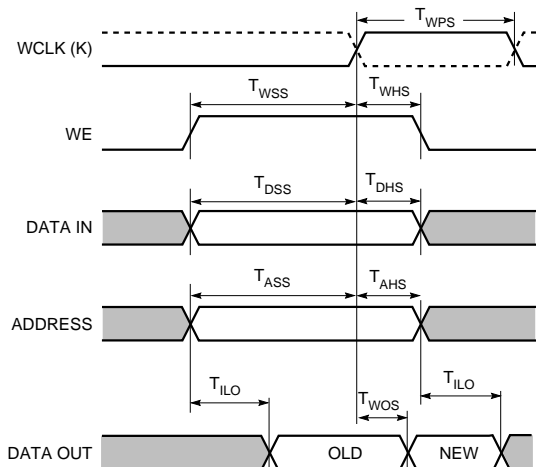 T_WPS
WCLK (K)
T_WSS T_WHS
WE
T_DSS T_DHS
DATA IN
T_ASS T_AHS
ADDRESS
T_ILO T_WOS T_ILO
DATA OUT OLD NEW